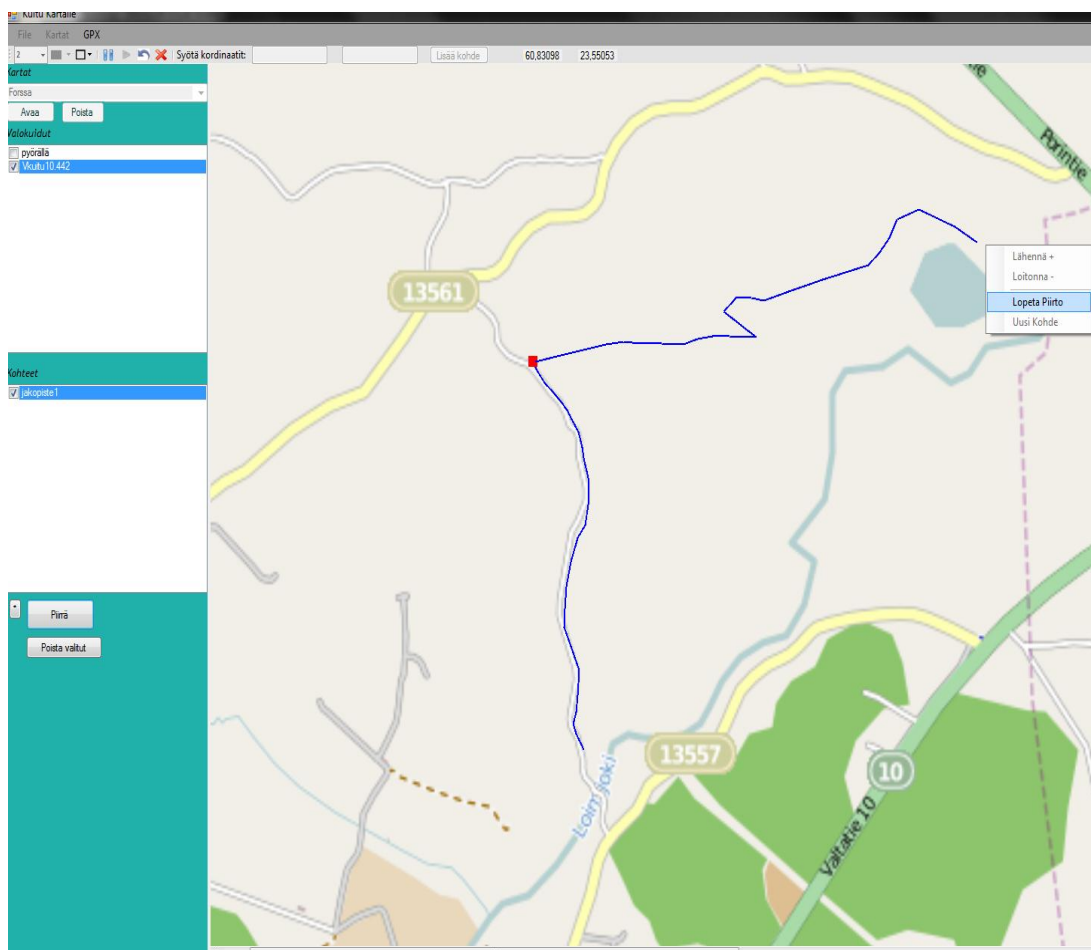 Kuitu Kartalle
File Kartat GPX
2 Syötä kordinaatit: Lisää kohde 60,83098 23,55053
Kartat
Forssa
Avaa Poista
Valokuidut
pyörällä
Vkuitu10.442
Kohteet
jakopiste1
Piirrä
Poista valitut
Porintie
Lähennä +
Loitonna -
Lopeta Piirto
Uusi Kohde
13561
13557
10
Loimijoki
Valtatie 10